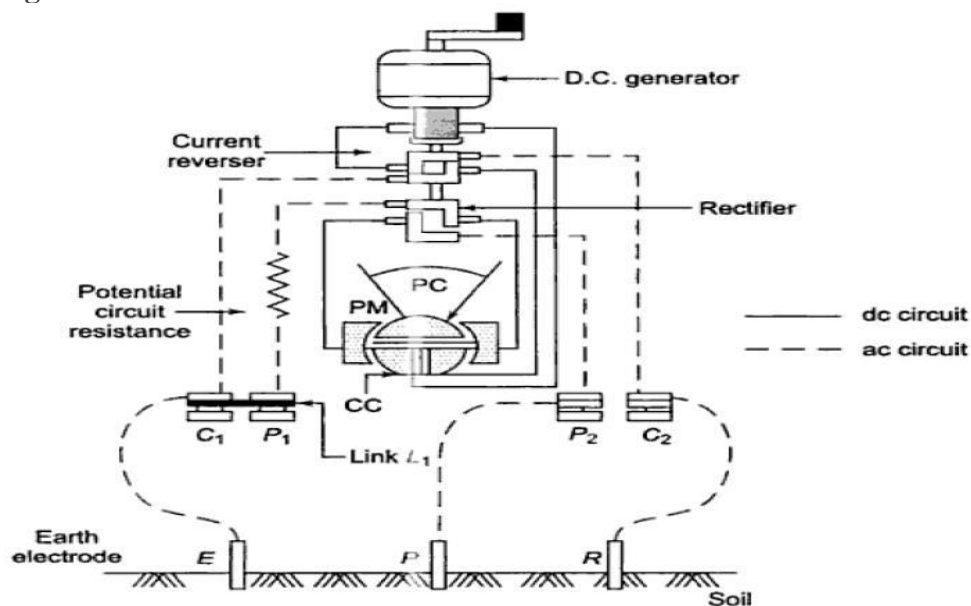 D.C. generator
Current
reverser
Rectifier
Potential
circuit
resistance
PC
PM
dc circuit
ac circuit
CC
C1 P1
P2 C2
Link L1
Earth
electrode
E P R
Soil